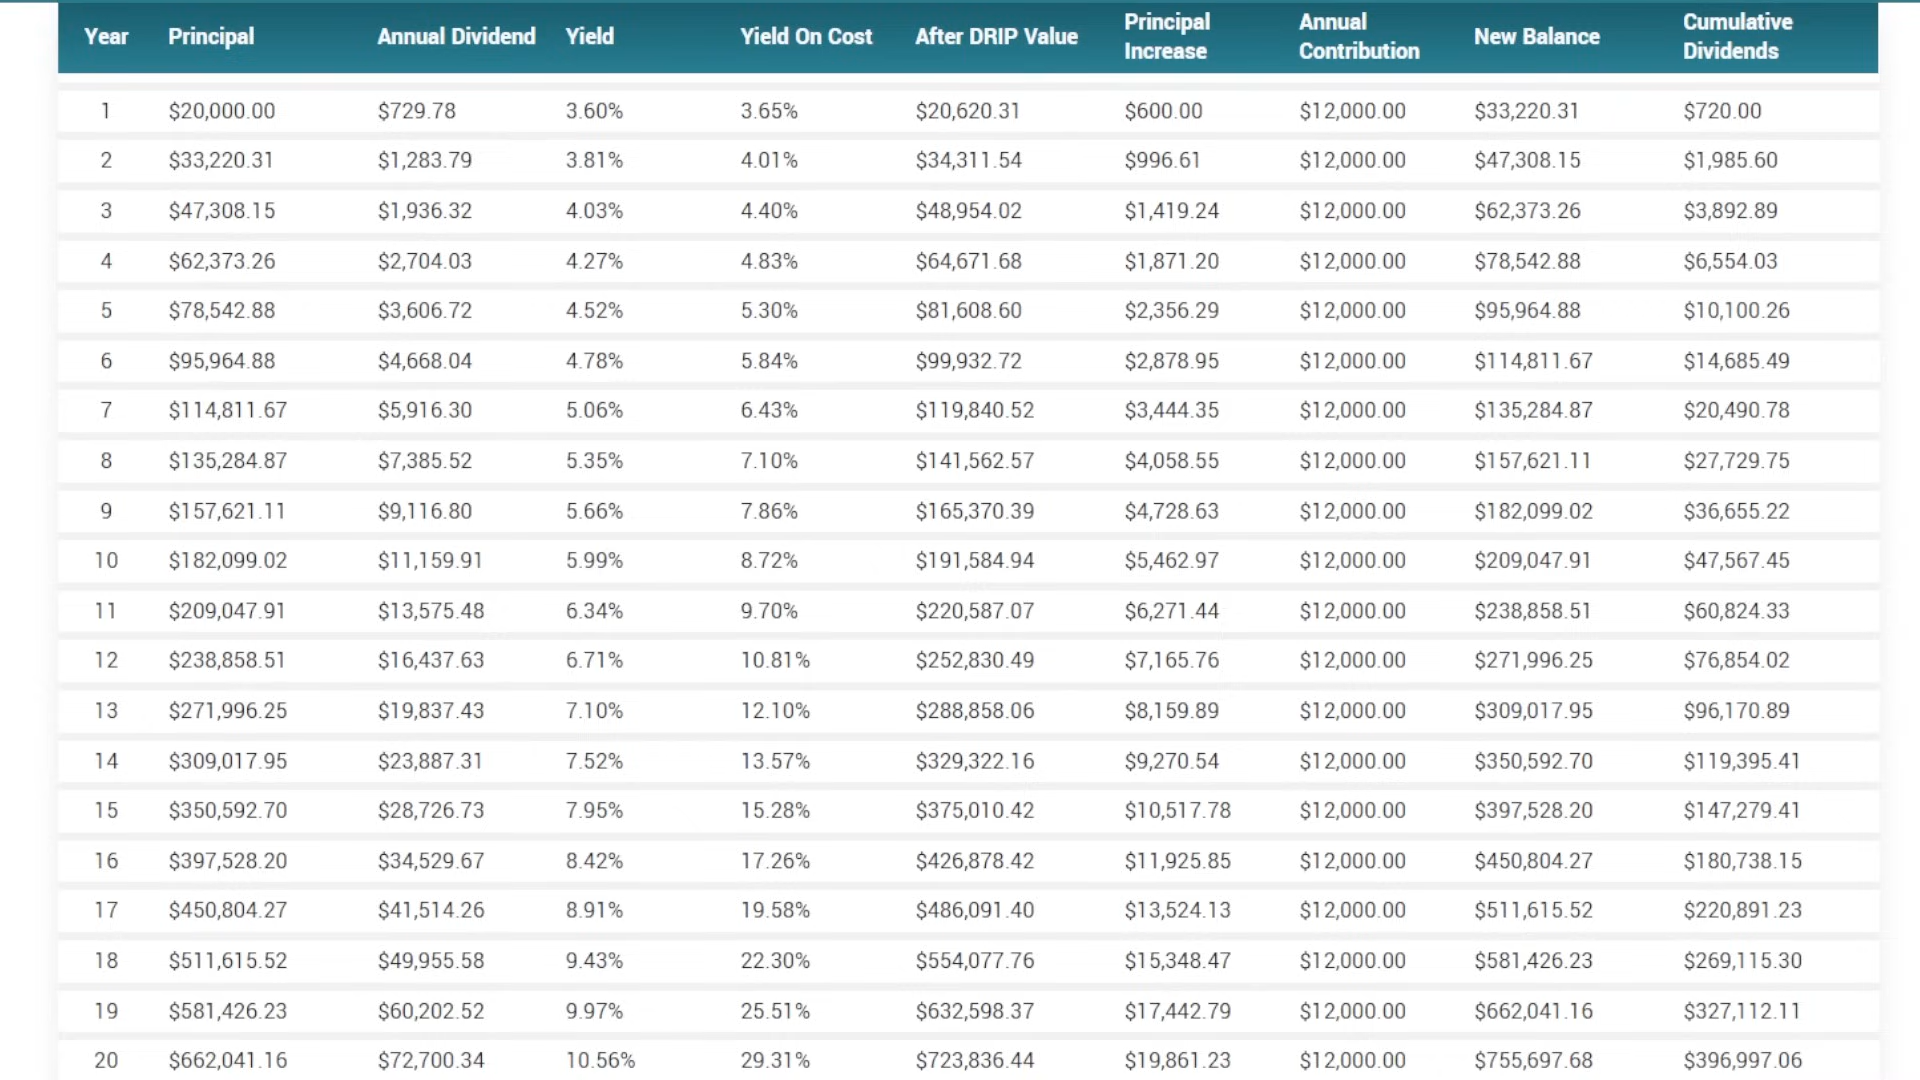 Year Principal Annual Dividend Yield Yield On Cost After DRIP Value Principal Increase Annual Contribution New Balance Cumulative Dividends
1 $20,000.00 $729.78 3.60% 3.65% $20,620.31 $600.00 $12,000.00 $33,220.31 $720.00
2 $33,220.31 $1,283.79 3.81% 4.01% $34,311.54 $996.61 $12,000.00 $47,308.15 $1,985.60
3 $47,308.15 $1,936.32 4.03% 4.40% $48,954.02 $1,419.24 $12,000.00 $62,373.26 $3,892.89
4 $62,373.26 $2,704.03 4.27% 4.83% $64,671.68 $1,871.20 $12,000.00 $78,542.88 $6,554.03
5 $78,542.88 $3,606.72 4.52% 5.30% $81,608.60 $2,356.29 $12,000.00 $95,964.88 $10,100.26
6 $95,964.88 $4,668.04 4.78% 5.84% $99,932.72 $2,878.95 $12,000.00 $114,811.67 $14,685.49
7 $114,811.67 $5,916.30 5.06% 6.43% $119,840.52 $3,444.35 $12,000.00 $135,284.87 $20,490.78
8 $135,284.87 $7,385.52 5.35% 7.10% $141,562.57 $4,058.55 $12,000.00 $157,621.11 $27,729.75
9 $157,621.11 $9,116.80 5.66% 7.86% $165,370.39 $4,728.63 $12,000.00 $182,099.02 $36,655.22
10 $182,099.02 $11,159.91 5.99% 8.72% $191,584.94 $5,462.97 $12,000.00 $209,047.91 $47,567.45
11 $209,047.91 $13,575.48 6.34% 9.70% $220,587.07 $6,271.44 $12,000.00 $238,858.51 $60,824.33
12 $238,858.51 $16,437.63 6.71% 10.81% $252,830.49 $7,165.76 $12,000.00 $271,996.25 $76,854.02
13 $271,996.25 $19,837.43 7.10% 12.10% $288,858.06 $8,159.89 $12,000.00 $309,017.95 $96,170.89
14 $309,017.95 $23,887.31 7.52% 13.57% $329,322.16 $9,270.54 $12,000.00 $350,592.70 $119,395.41
15 $350,592.70 $28,726.73 7.95% 15.28% $375,010.42 $10,517.78 $12,000.00 $397,528.20 $147,279.41
16 $397,528.20 $34,529.67 8.42% 17.26% $426,878.42 $11,925.85 $12,000.00 $450,804.27 $180,738.15
17 $450,804.27 $41,514.26 8.91% 19.58% $486,091.40 $13,524.13 $12,000.00 $511,615.52 $220,891.23
18 $511,615.52 $49,955.58 9.43% 22.30% $554,077.76 $15,348.47 $12,000.00 $581,426.23 $269,115.30
19 $581,426.23 $60,202.52 9.97% 25.51% $632,598.37 $17,442.79 $12,000.00 $662,041.16 $327,112.11
20 $662,041.16 $72,700.34 10.56% 29.31% $723,836.44 $19,861.23 $12,000.00 $755,697.68 $396,997.06